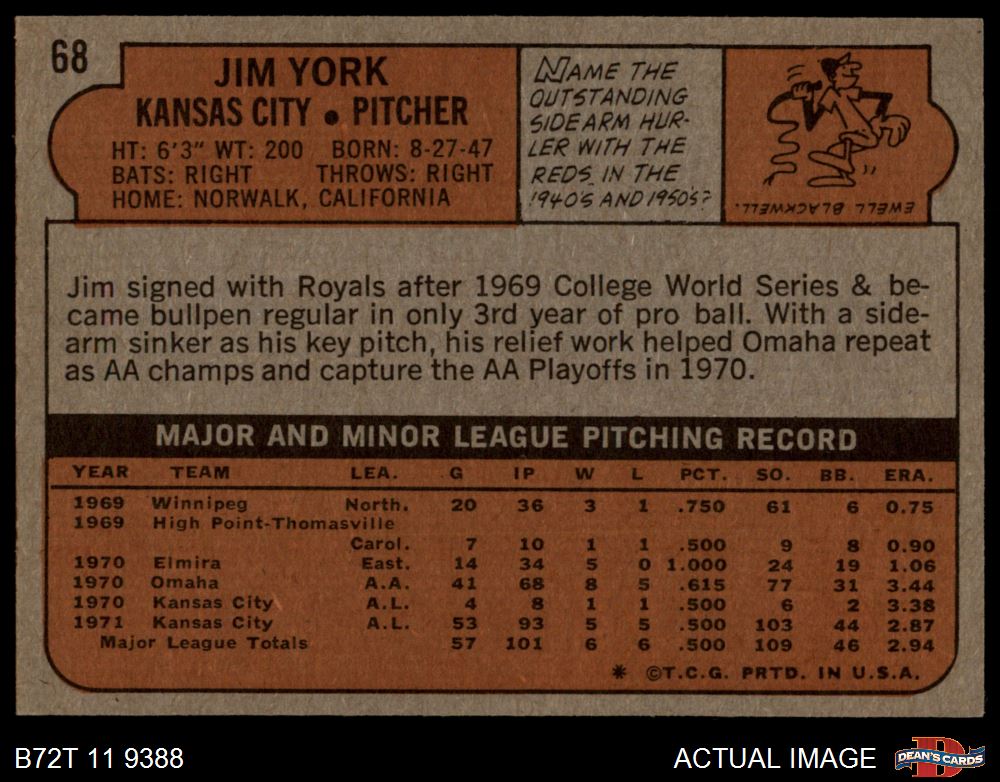 68
JIM YORK
KANSAS CITY • PITCHER
HT: 6'3" WT: 200 BORN: 8-27-47
BATS: RIGHT THROWS: RIGHT
HOME: NORWALK, CALIFORNIA
NAME THE
OUTSTANDING
SIDEARM HUR-
LER WITH THE
REDS IN THE
1940'S AND 1950'S?
EWELL BLACKWELL.
Jim signed with Royals after 1969 College World Series & be-
came bullpen regular in only 3rd year of pro ball. With a side-
arm sinker as his key pitch, his relief work helped Omaha repeat
as AA champs and capture the AA Playoffs in 1970.
MAJOR AND MINOR LEAGUE PITCHING RECORD
YEAR TEAM LEA. G IP W L PCT. SO. BB. ERA.
1969 Winnipeg North. 20 36 3 1 .750 61 6 0.75
1969 High Point-Thomasville
Carol. 7 10 1 1 .500 9 8 0.90
1970 Elmira East. 14 34 5 0 1.000 24 19 1.06
1970 Omaha A.A. 41 68 8 5 .615 77 31 3.44
1970 Kansas City A.L. 4 8 1 1 .500 6 2 3.38
1971 Kansas City A.L. 53 93 5 5 .500 103 44 2.87
Major League Totals 57 101 6 6 .500 109 46 2.94
* ©T.C.G. PRTD. IN U.S.A.
B72T 11 9388
ACTUAL IMAGE
D
DEAN'S CARDS